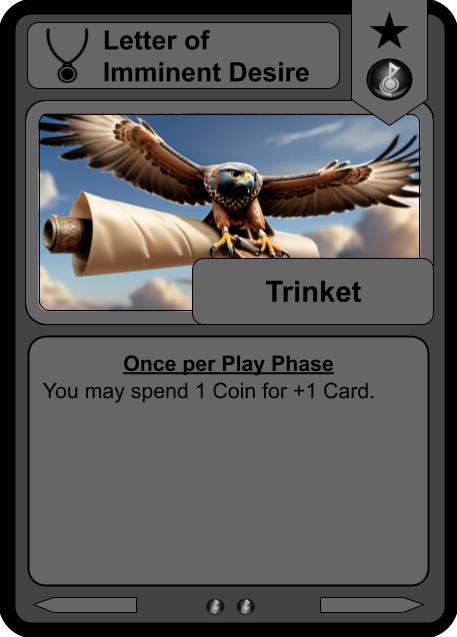 Letter of
Imminent Desire
Trinket
Once per Play Phase
You may spend 1 Coin for +1 Card.